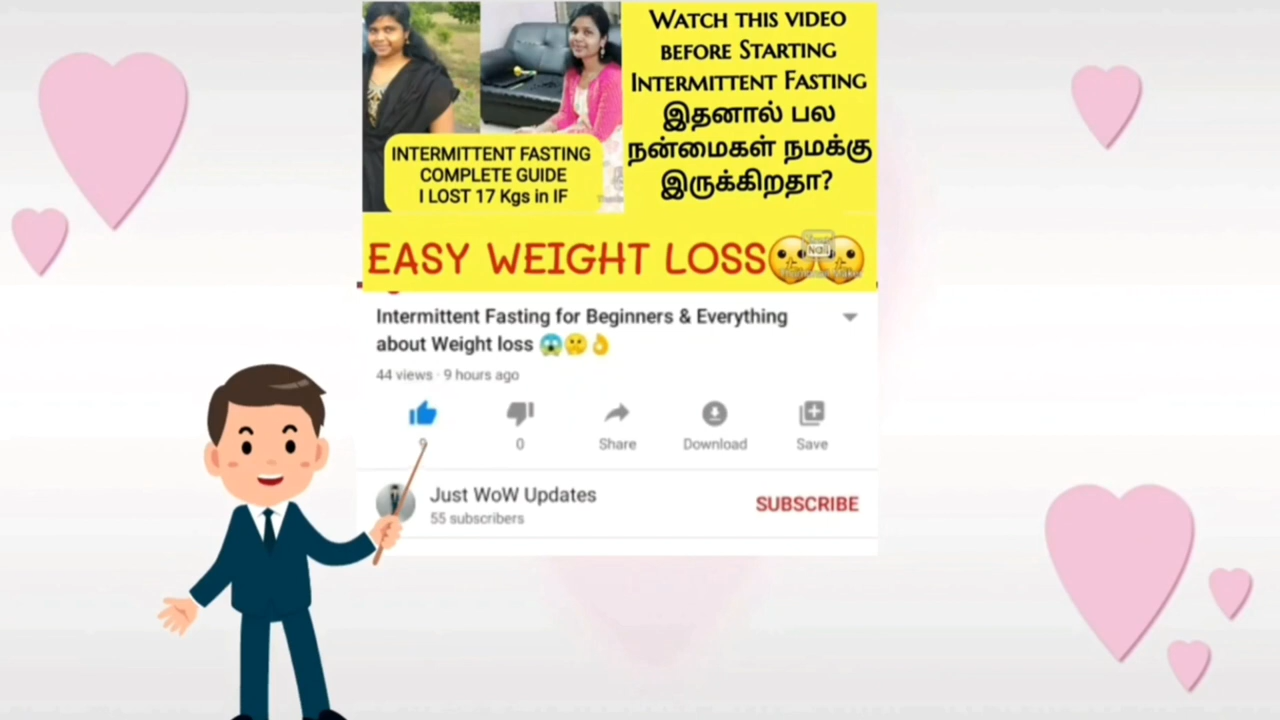 WATCH THIS VIDEO
BEFORE STARTING
INTERMITTENT FASTING
இதனால் பல
நன்மைகள் நமக்கு
இருக்கிறதா?
INTERMITTENT FASTING
COMPLETE GUIDE
I LOST 17 Kgs in IF
EASY WEIGHT LOSS
Intermittent Fasting for Beginners & Everything
about Weight loss 😱🤫👌
44 views · 9 hours ago
9
0
Share
Download
Save
Just WoW Updates
55 subscribers
SUBSCRIBE